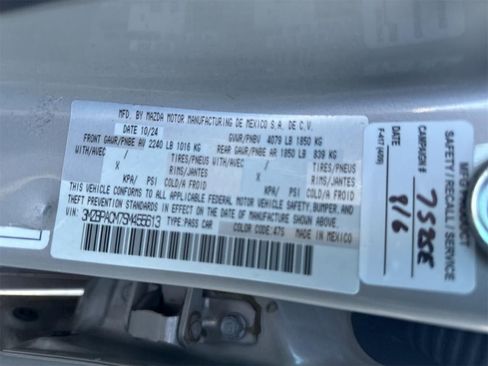 MFD. BY MAZDA MOTOR MANUFACTURING DE MEXICO S.A. DE C.V.
DATE 10/24 GVWR/PNBV 4079 LB 1850 KG
FRONT GAWR/PNBE AV 2240 LB 1016 KG REAR GAWR/PNBE AR 1850 LB 839 KG
WITH/AVEC / TIRES/PNEUS WITH/AVEC / TIRES/PNEUS
X RIMS/JANTES X RIMS/JANTES
/ KPA/ PSI/ COLD/A FROID / KPA/ PSI/ COLD/A FROID
THIS VEHICLE CONFORMS TO ALL APPLICABLE FEDERAL MOTOR VEHICLE SAFETY, BUMPER, AND
THEFT PREVENTION STANDARDS IN EFFECT ON THE DATE OF MANUFACTURE SHOWN ABOVE.
VIN: 3MZBPACM7SM455613 TYPE: PASS CAR COLOR CODE: 47S MADE IN MEXICO
SAFETY / RECALL / SERVICE
CAMPAIGN #
DATE 8/6
F-417 (4/09)